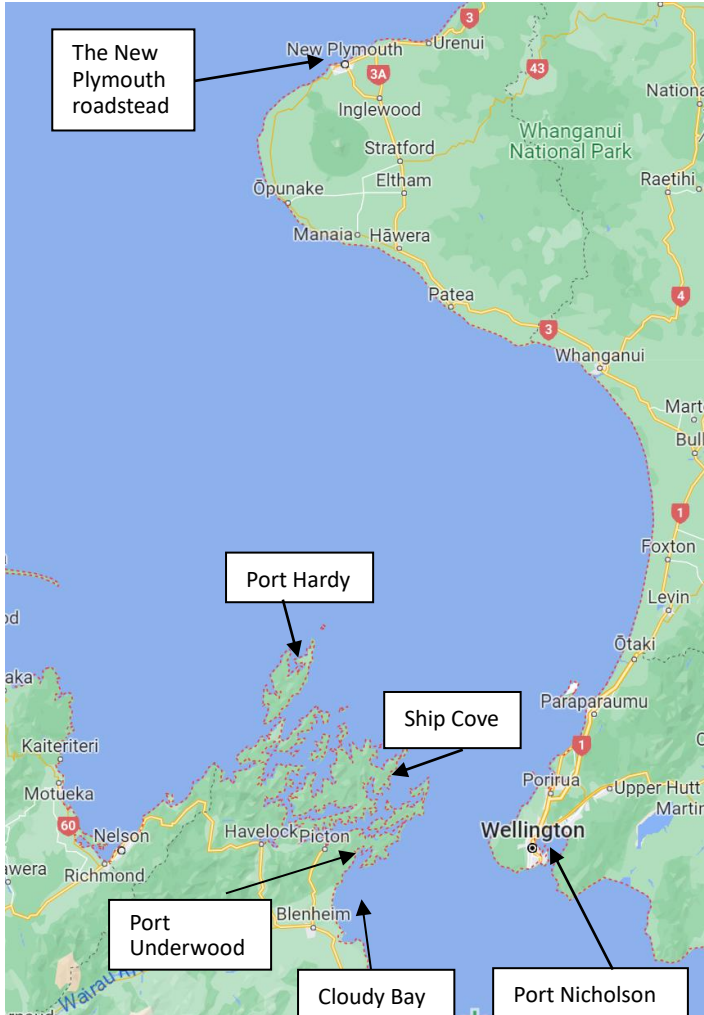 The New
Plymouth
roadstead
3
New Plymouth
Urenui
3A
43
Inglewood
Nationa
Whanganui
National Park
Stratford
Eltham
Raetihi
Ōpunake
Manaia
Hāwera
4
Patea
3
Whanganui
Mart
Bull
1
Foxton
Port Hardy
Levin
Ōtaki
aka
Ship Cove
Paraparaumu
Kaiteriteri
1
Motueka
Porirua
Upper Hutt
Martin
60
Nelson
Havelock
Picton
Wellington
awera
Richmond
Port
Underwood
Blenheim
Cloudy Bay
Port Nicholson
Wairau